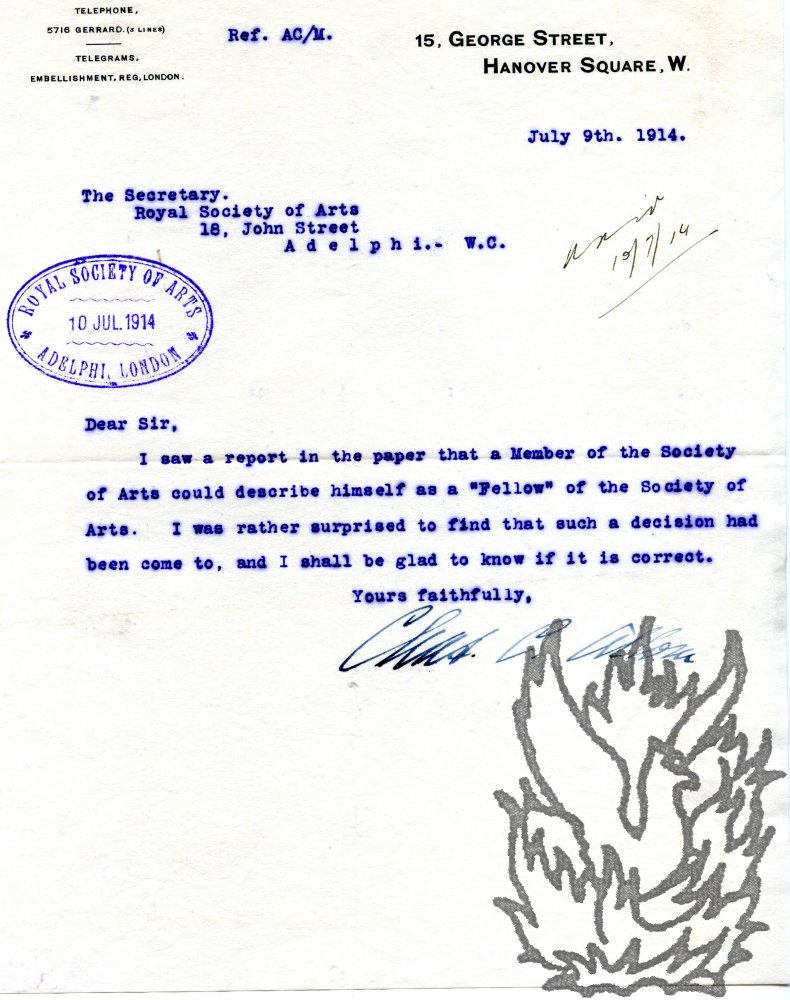 TELEPHONE,
5716 GERRARD.(3 LINES)
TELEGRAMS,
EMBELLISHMENT, REG, LONDON.
Ref. AC/M.
15, GEORGE STREET,
HANOVER SQUARE, W.
July 9th. 1914.
The Secretary.
Royal Society of Arts
18, John Street
A d e l p h i.- W.C.
10/7/14
ROYAL SOCIETY OF ARTS
10 JUL.1914
ADELPHI, LONDON
Dear Sir,
I saw a report in the paper that a Member of the Society
of Arts could describe himself as a "Fellow" of the Society of
Arts. I was rather surprised to find that such a decision had
been come to, and I shall be glad to know if it is correct.
Yours faithfully,
Chas. C. Allom